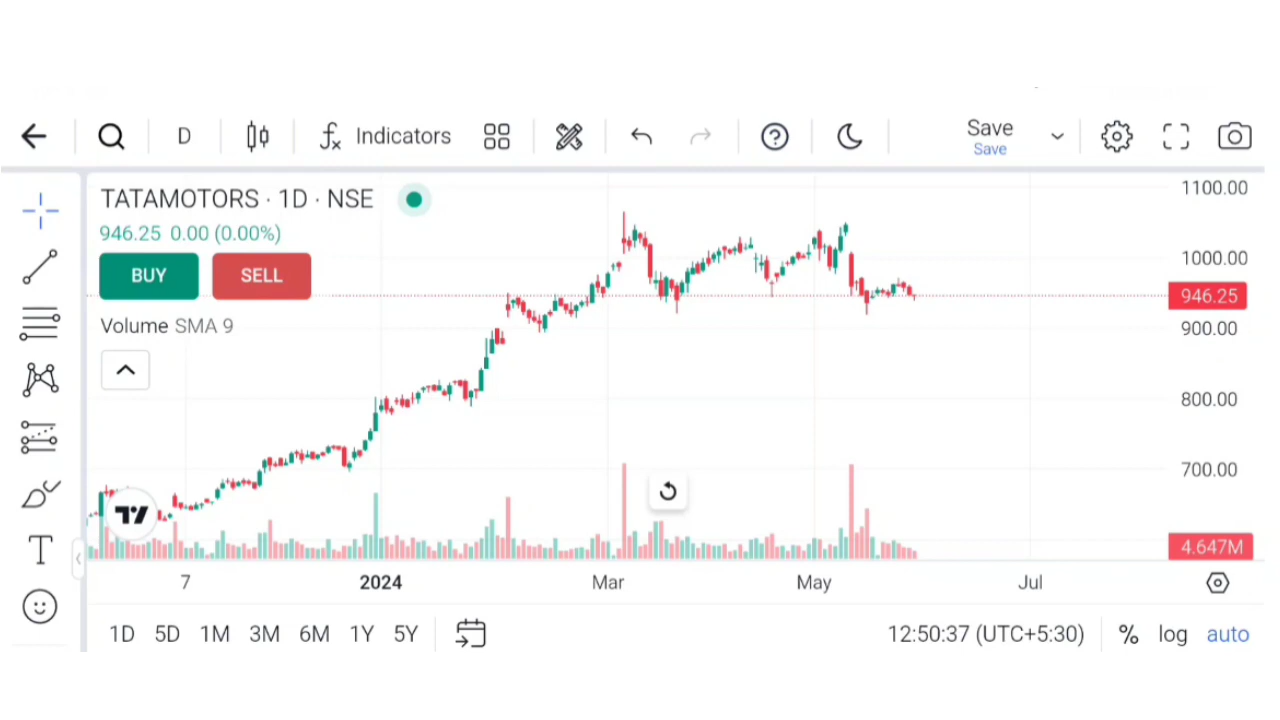 D
Indicators
Save
Save
TATAMOTORS · 1D · NSE
946.25 0.00 (0.00%)
BUY SELL
Volume SMA 9
1100.00
1000.00
946.25
900.00
800.00
700.00
4.647M
7 2024 Mar May Jul
1D 5D 1M 3M 6M 1Y 5Y
12:50:37 (UTC+5:30) % log auto